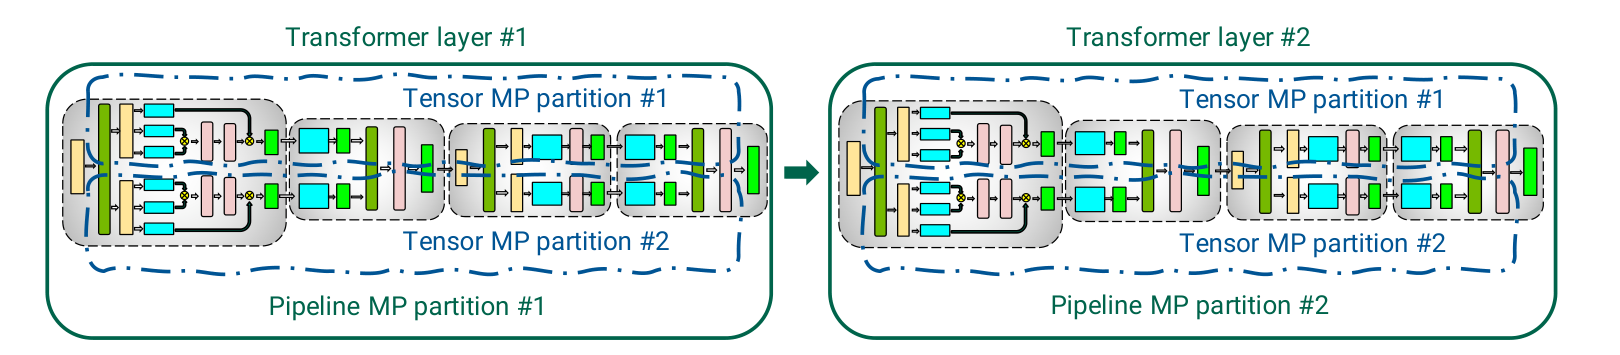 Transformer layer #1
Tensor MP partition #1
Tensor MP partition #2
Pipeline MP partition #1
Transformer layer #2
Tensor MP partition #1
Tensor MP partition #2
Pipeline MP partition #2